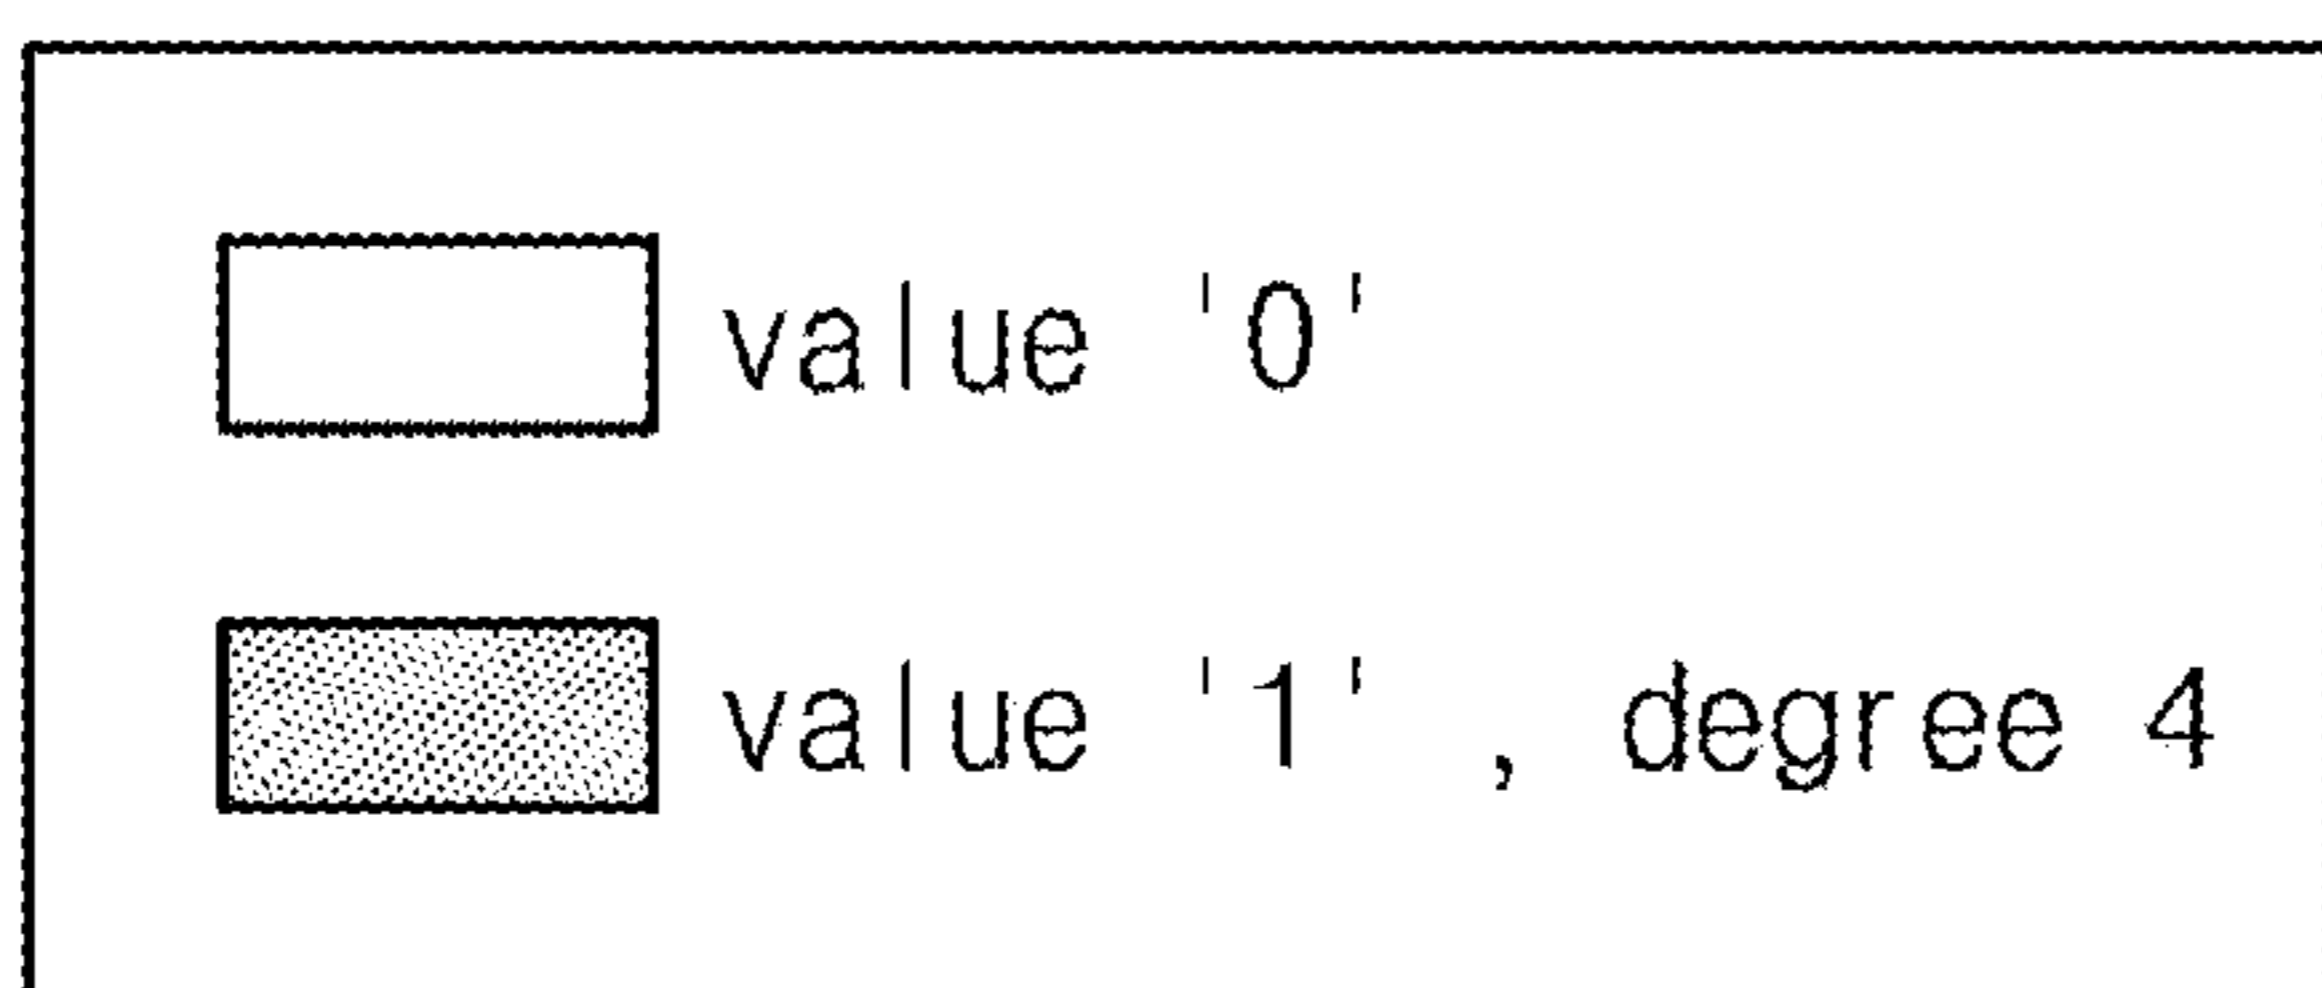 value '0'
value '1' , degree 4